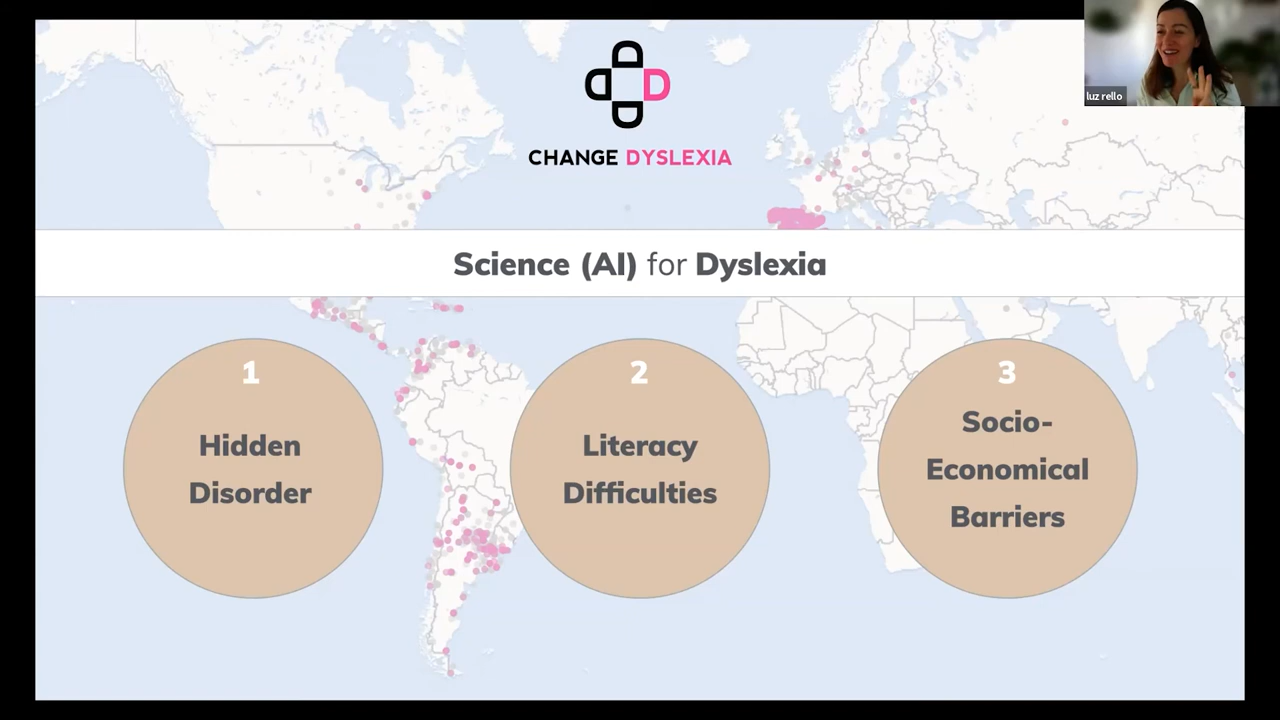 CHANGE DYSLEXIA
luz rello
Science (AI) for Dyslexia
1
Hidden
Disorder
2
Literacy
Difficulties
3
Socio-
Economical
Barriers